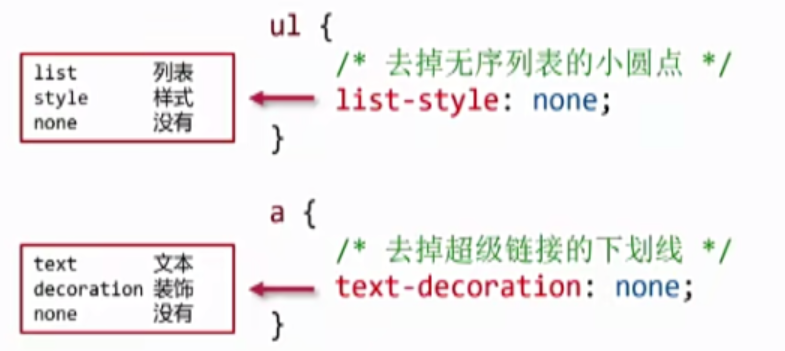 ul {
/* 去掉无序列表的小圆点 */
list-style: none;
}
list 列表
style 样式
none 没有
a {
/* 去掉超级链接的下划线 */
text-decoration: none;
}
text 文本
decoration 装饰
none 没有